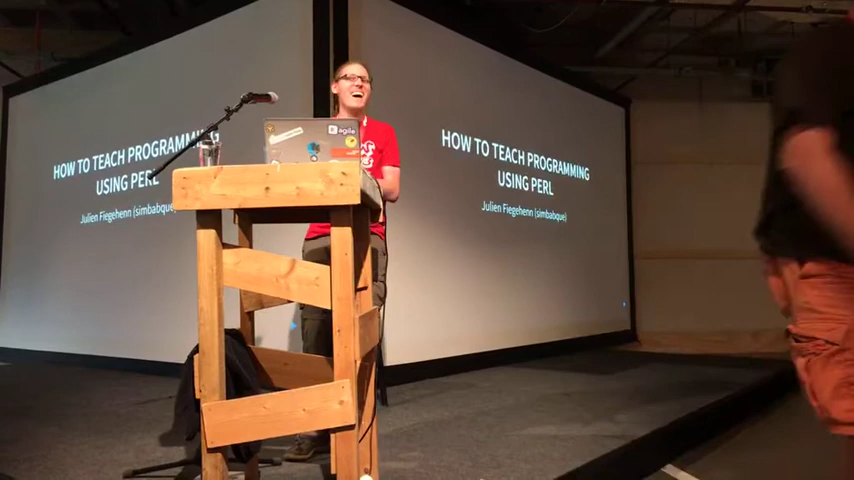 HOW TO TEACH PROGRAMMING
USING PERL
Julien Fiegehenn (simbabque)
agile
HOW TO TEACH PROGRAMMING
USING PERL
Julien Fiegehenn (simbabque)